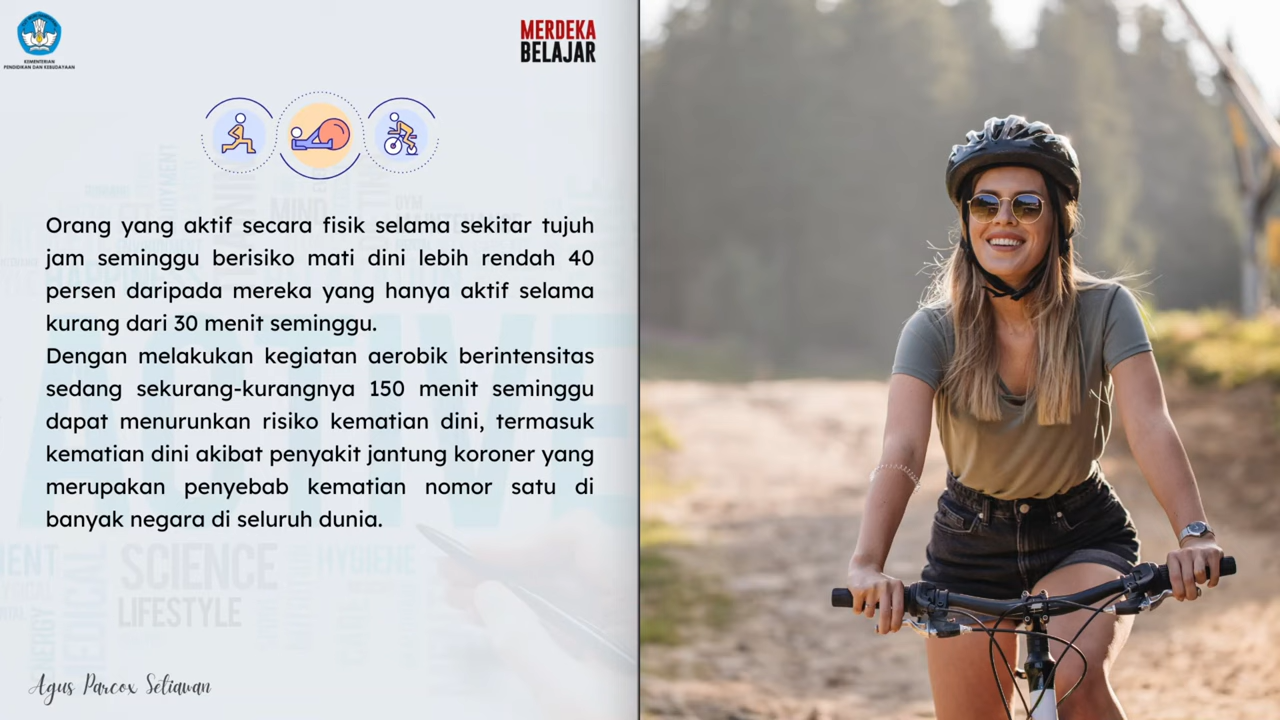 KEMENTERIAN
PENDIDIKAN DAN KEBUDAYAAN
MERDEKA
BELAJAR
Orang yang aktif secara fisik selama sekitar tujuh
jam seminggu berisiko mati dini lebih rendah 40
persen daripada mereka yang hanya aktif selama
kurang dari 30 menit seminggu.
Dengan melakukan kegiatan aerobik berintensitas
sedang sekurang-kurangnya 150 menit seminggu
dapat menurunkan risiko kematian dini, termasuk
kematian dini akibat penyakit jantung koroner yang
merupakan penyebab kematian nomor satu di
banyak negara di seluruh dunia.
SCIENCE
HYGIENE
LIFESTYLE
MEDICAL
ENERGY
Agus Parcox Setiawan